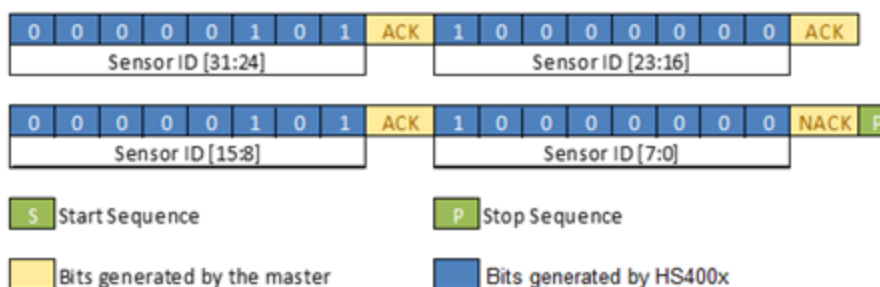 0 0 0 0 0 1 0 1 ACK 1 0 0 0 0 0 0 0 ACK
Sensor ID [31:24] Sensor ID [23:16]
0 0 0 0 0 1 0 1 ACK 1 0 0 0 0 0 0 0 NACK P
Sensor ID [15:8] Sensor ID [7:0]
S Start Sequence P Stop Sequence
Bits generated by the master Bits generated by HS400x